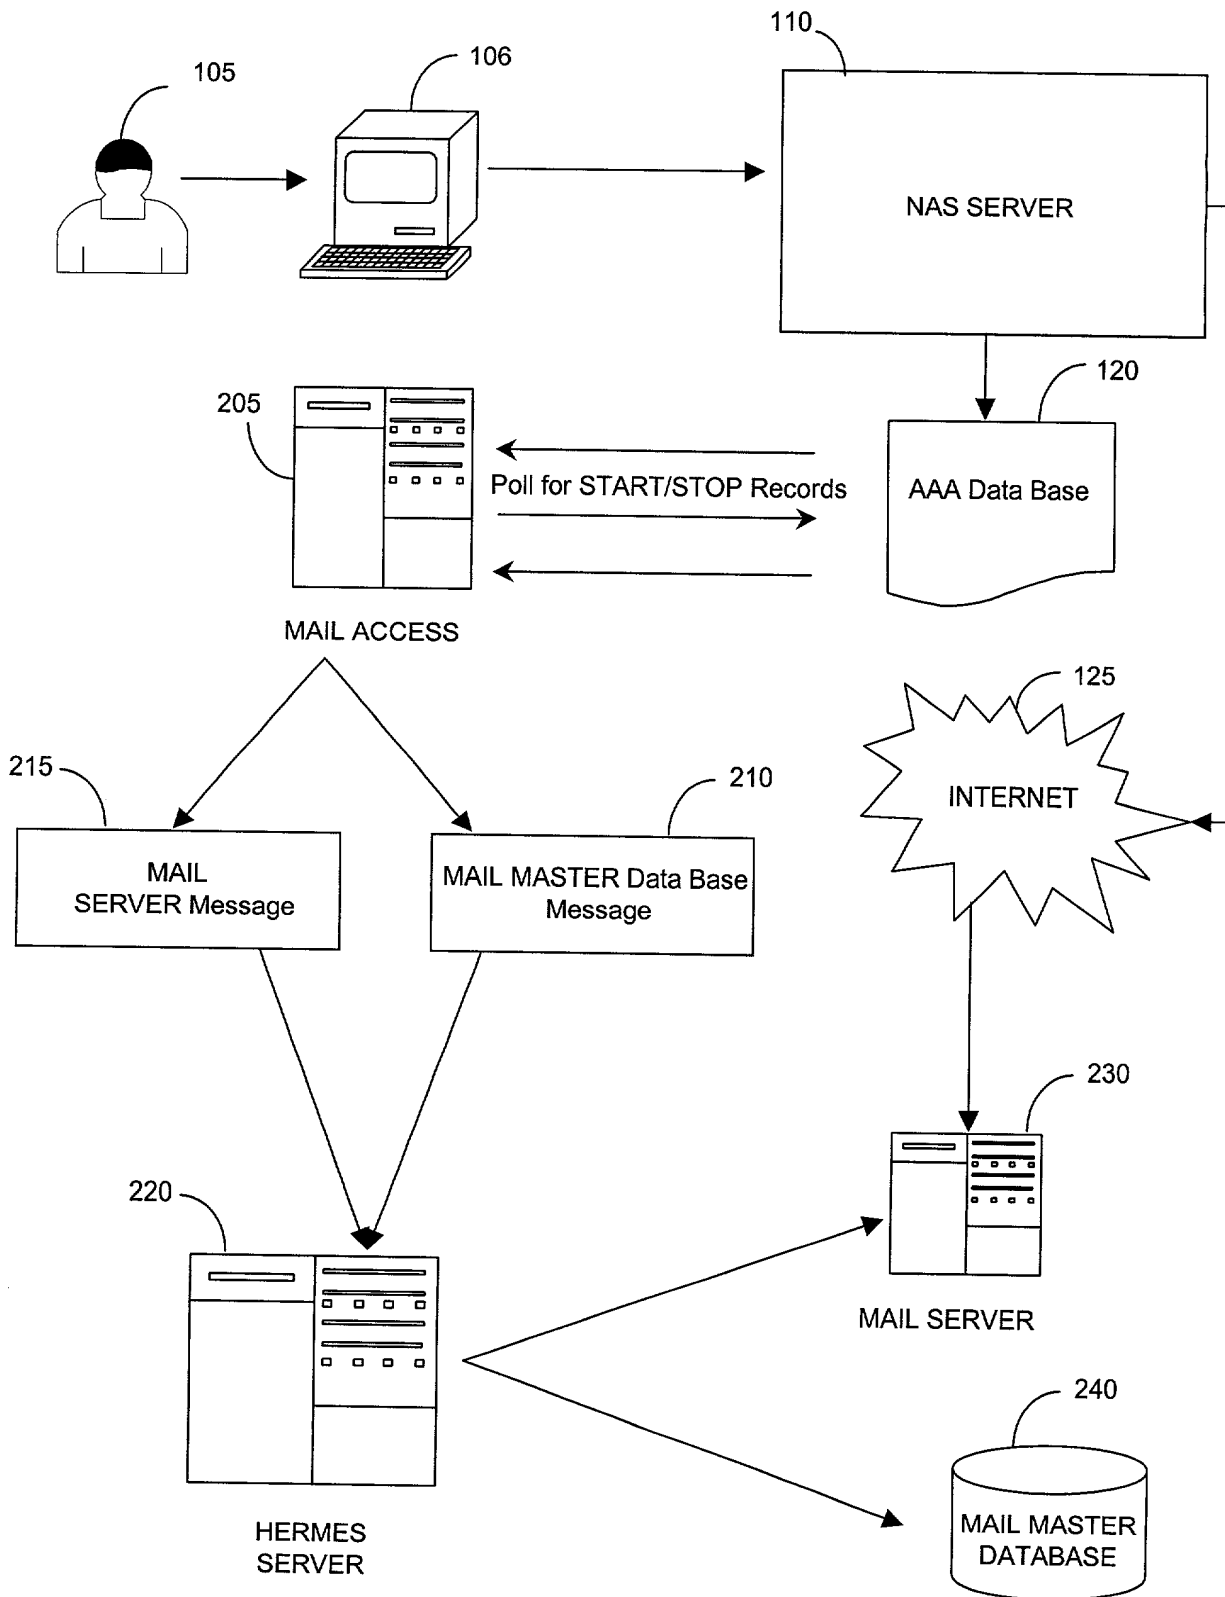 110
105
106
NAS SERVER
120
205
Poll for START/STOP Records
AAA Data Base
MAIL ACCESS
125
215
210
INTERNET
MAIL
SERVER Message
MAIL MASTER Data Base
Message
230
220
MAIL SERVER
240
HERMES
SERVER
MAIL MASTER
DATABASE